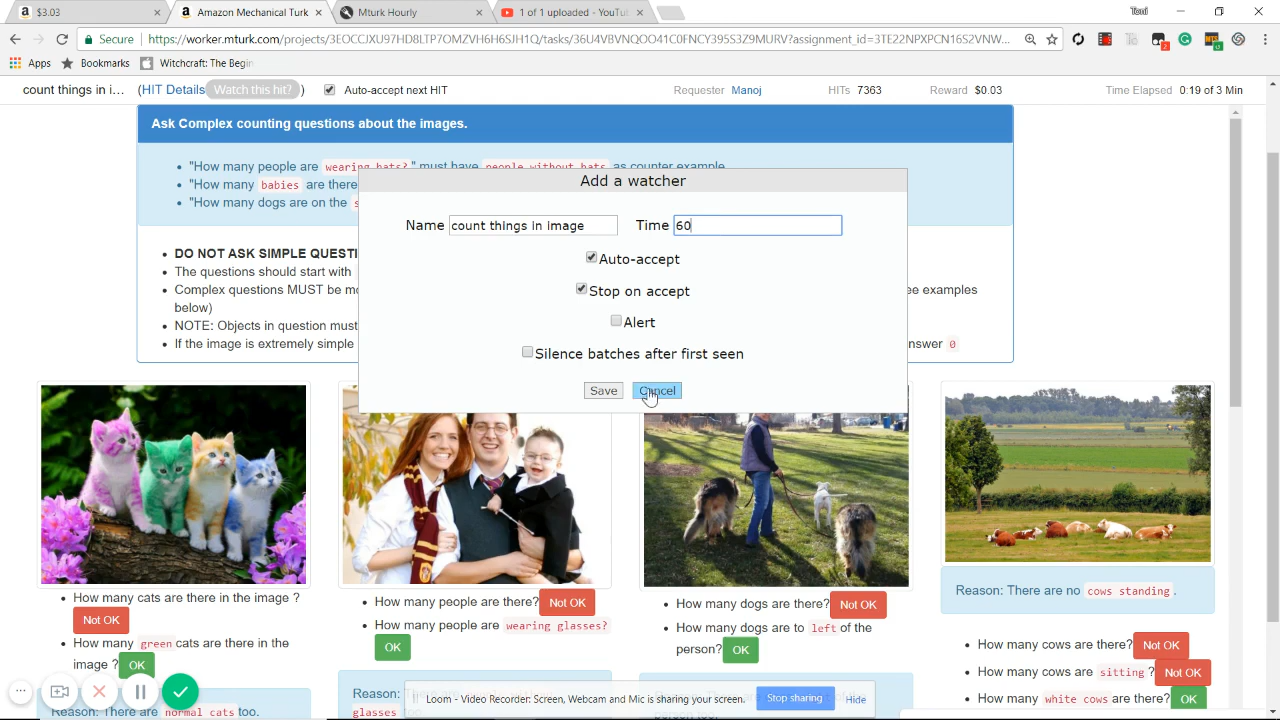 $3.03
Amazon Mechanical Turk
Mturk Hourly
1 of 1 uploaded - YouTu
Secure
https://worker.mturk.com/projects/3EOCCJXU97HD8LTP7OMZVH6H6SJH1Q/tasks/36U4VBVNQOO41C0FNCY395S3Z9MURV?assignment_id=3TE22NPXPCN16S2VNW...
Apps
Bookmarks
Witchcraft: The Begin
count things in i...
(HIT Details
Watch this hit?
)
Auto-accept next HIT
Requester Manoj
HITs 7363
Reward $0.03
Time Elapsed 0:19 of 3 Min
Ask Complex counting questions about the images.
"How many people are wearing hats?" must have people without hats as counter example
"How many babies are there
"How many dogs are on the s
DO NOT ASK SIMPLE QUESTI
The questions should start with
Complex questions MUST be mo
ee examples
below)
NOTE: Objects in question must
If the image is extremely simple
nswer 0
Add a watcher
Name count things in image
Time 60
Auto-accept
Stop on accept
Alert
Silence batches after first seen
Save
Cancel
How many cats are there in the image ?
Not OK
How many green cats are there in the
image ? OK
Reason: There are normal cats too.
How many people are there? Not OK
How many people are wearing glasses?
OK
Reason:
glasses
How many dogs are there? Not OK
How many dogs are to left of the
person? OK
Reason: There are no cows standing.
How many cows are there? Not OK
How many cows are sitting ? Not OK
How many white cows are there? OK
Loom - Video Recorder: Screen, Webcam and Mic is sharing your screen.
Stop sharing
Hide